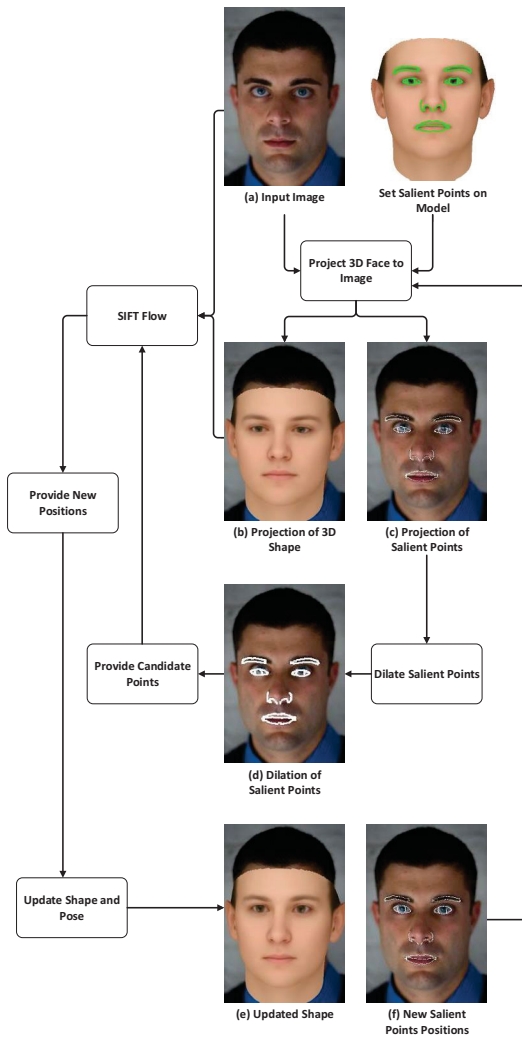 (a) Input Image
Set Salient Points on
Model
Project 3D Face to
Image
SIFT Flow
Provide New
Positions
(b) Projection of 3D
Shape
(c) Projection of
Salient Points
Provide Candidate
Points
Dilate Salient Points
(d) Dilation of
Salient Points
Update Shape and
Pose
(e) Updated Shape
(f) New Salient
Points Positions